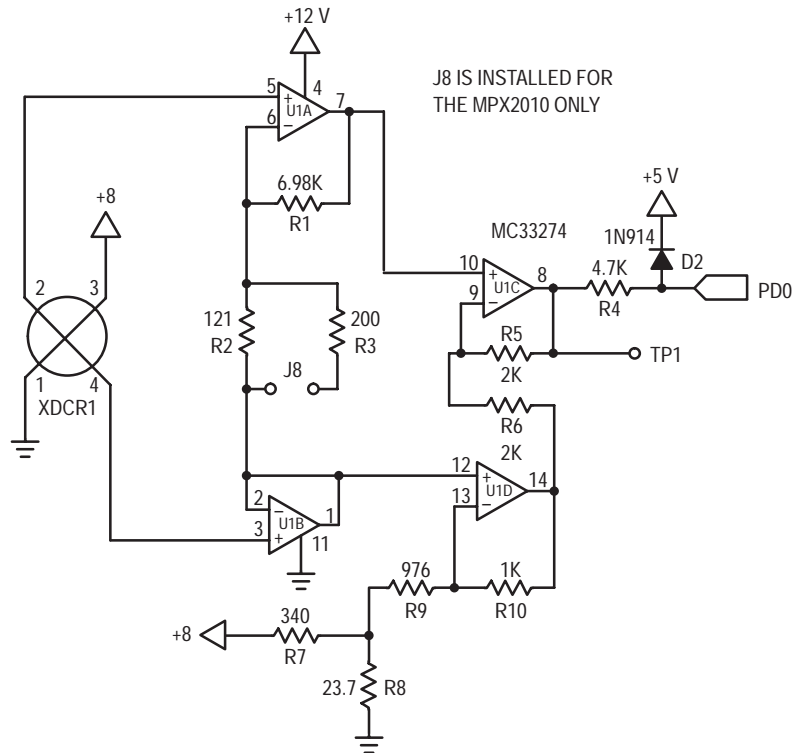 +12 V
J8 IS INSTALLED FOR
THE MPX2010 ONLY
5
4
7
+
U1A
6
−
6.98K
R1
+8
+5 V
MC33274
1N914
D2
10
+
8
4.7K
U1C
9
−
R4
PD0
2
3
121
200
R2
R3
R5
2K
TP1
J8
1
4
XDCR1
R6
2K
12
+
14
U1D
13
−
2
−
U1B
1
3
+
11
976
1K
R9
R10
340
+8
R7
23.7
R8